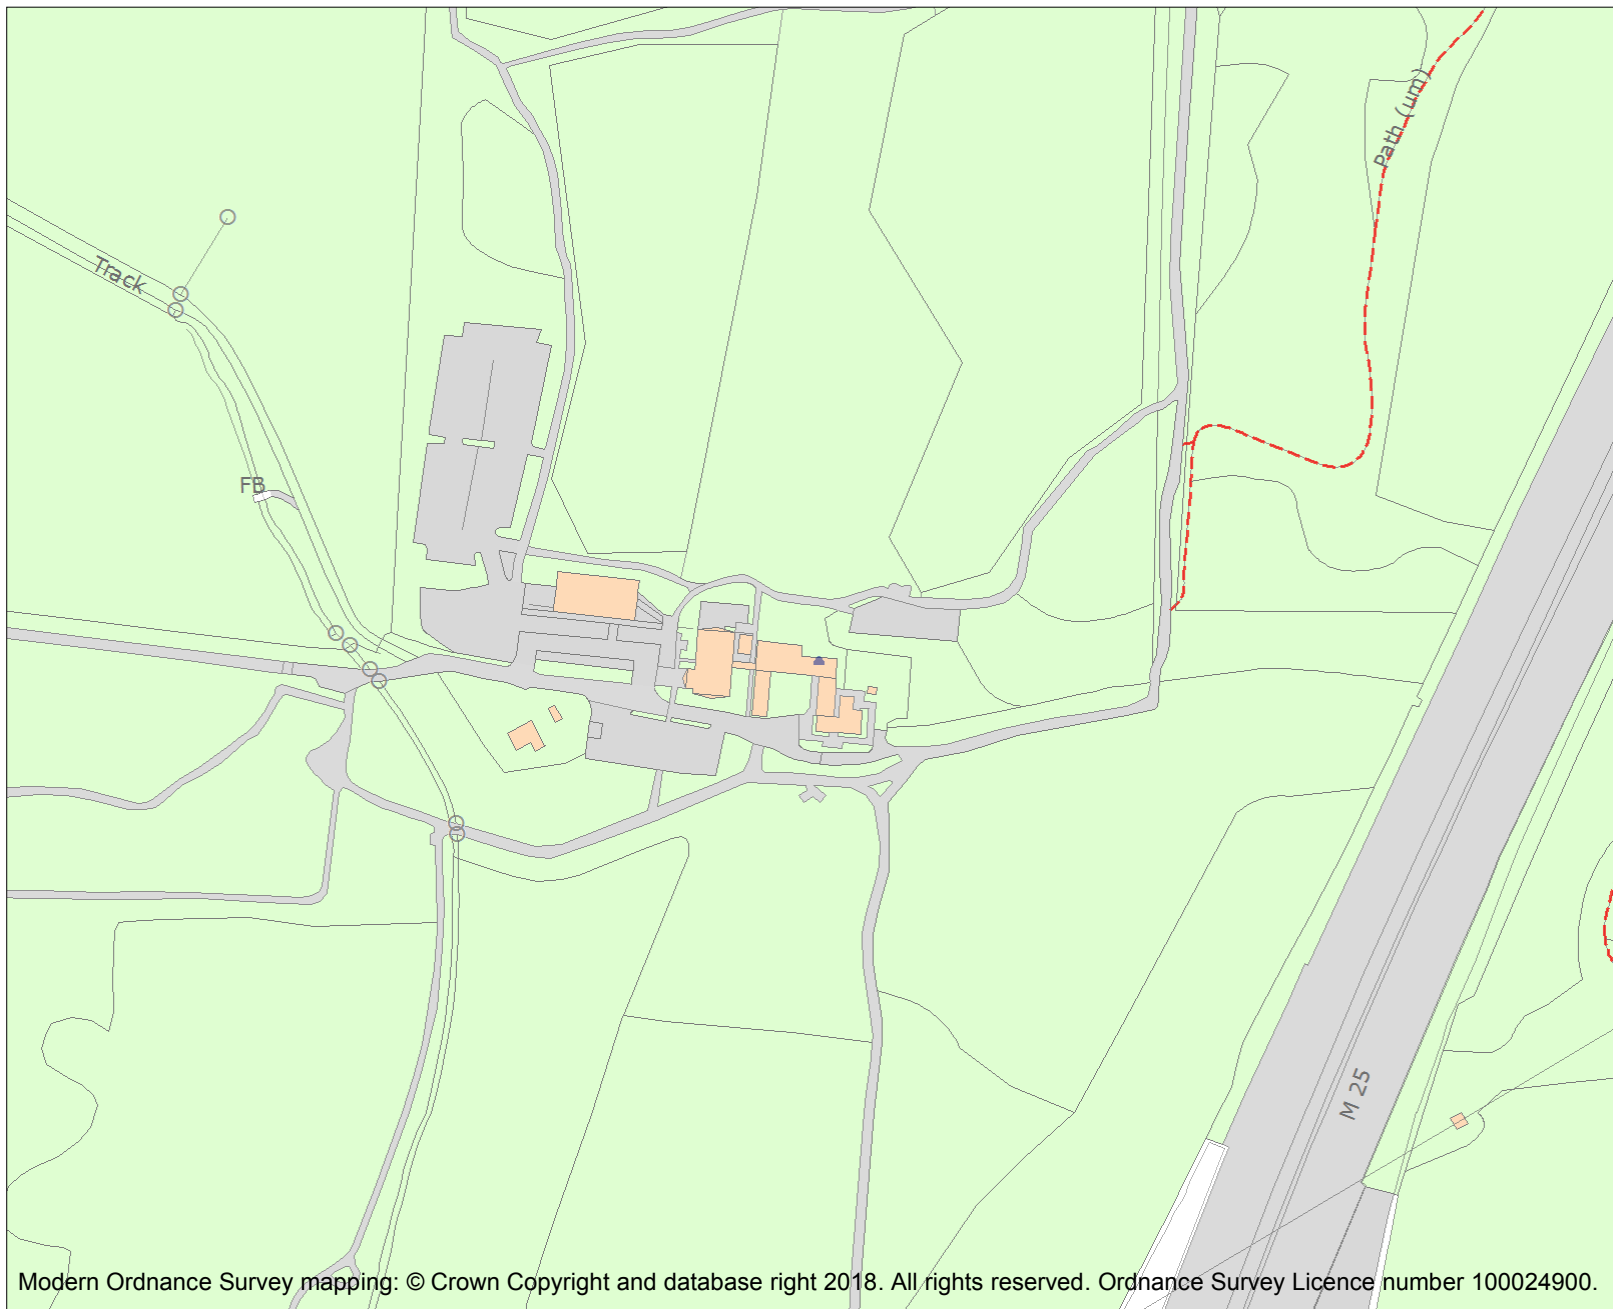 Path (um)
Track
FB
M 25
Modern Ordnance Survey mapping: © Crown Copyright and database right 2018. All rights reserved. Ordnance Survey Licence number 100024900.